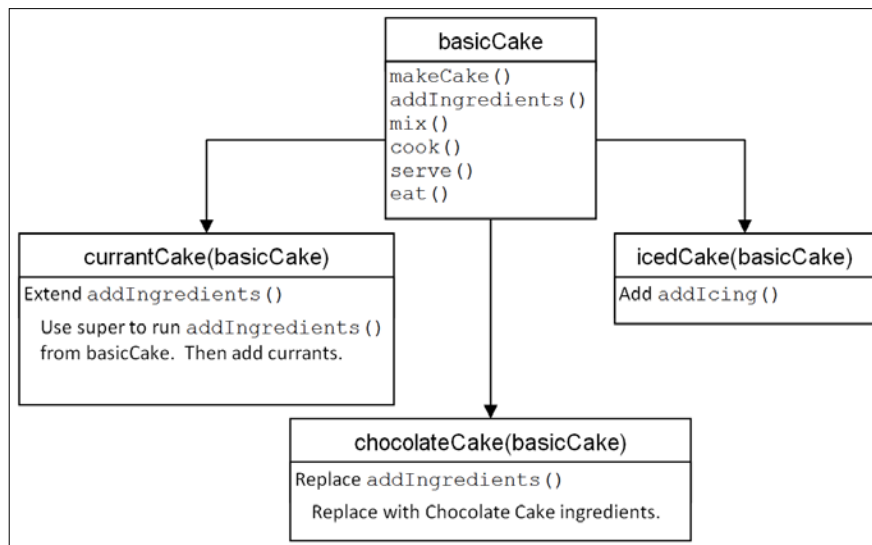 basicCake
makeCake()
addIngredients()
mix()
cook()
serve()
eat()
currantCake(basicCake)
Extend addIngredients()
Use super to run addIngredients()
from basicCake. Then add currants.
icedCake(basicCake)
Add addIcing()
chocolateCake(basicCake)
Replace addIngredients()
Replace with Chocolate Cake ingredients.